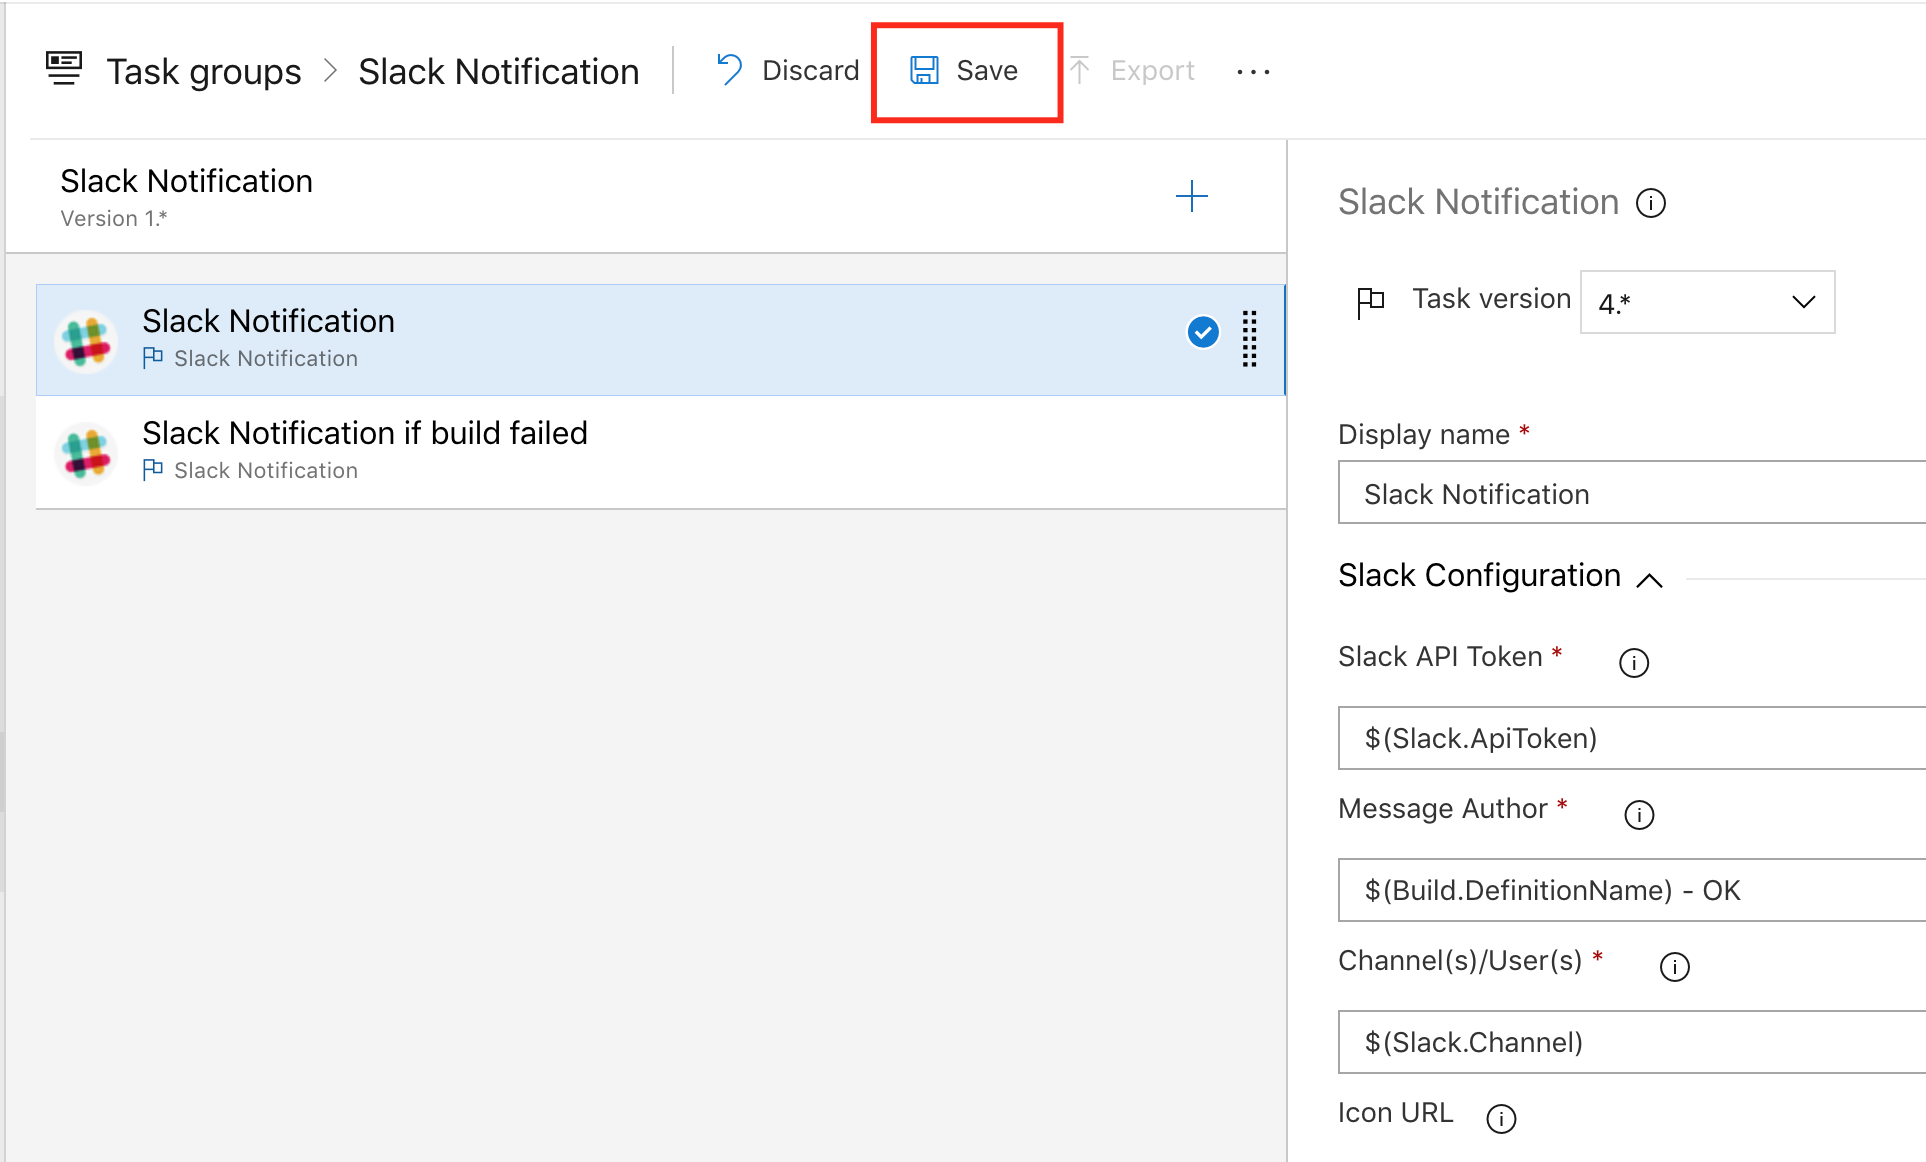 Task groups > Slack Notification Discard Save Export ...
Slack Notification
Version 1.*
Slack Notification
Slack Notification
Slack Notification if build failed
Slack Notification
Slack Notification
Task version 4.*
Display name *
Slack Notification
Slack Configuration
Slack API Token *
$(Slack.ApiToken)
Message Author *
$(Build.DefinitionName) - OK
Channel(s)/User(s) *
$(Slack.Channel)
Icon URL